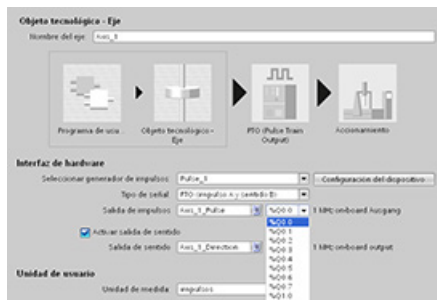 Objeto tecnológico - Eje
Nombre del eje: Axis_1
Programa de usu...
Objeto tecnológico - Eje
PTO (Pulse Train Output)
Accionamiento
Interfaz de hardware
Seleccionar generador de impulsos: Pulse_1 Configuración del dispositivo
Tipo de señal: PTO (impulso A y sentido B)
Salida de impulsos: Axis_1_Pulse %Q0.0 1 MHz on-board Ausgang
%Q0.0
%Q0.1
Activar salida de sentido
%Q0.2
%Q0.3
Salida de sentido: Axis_1_Direction 1 MHz on-board output
%Q0.4
%Q0.5
Unidad de usuario
%Q0.6
%Q0.7
Unidad de medida: impulsos
%Q1.0